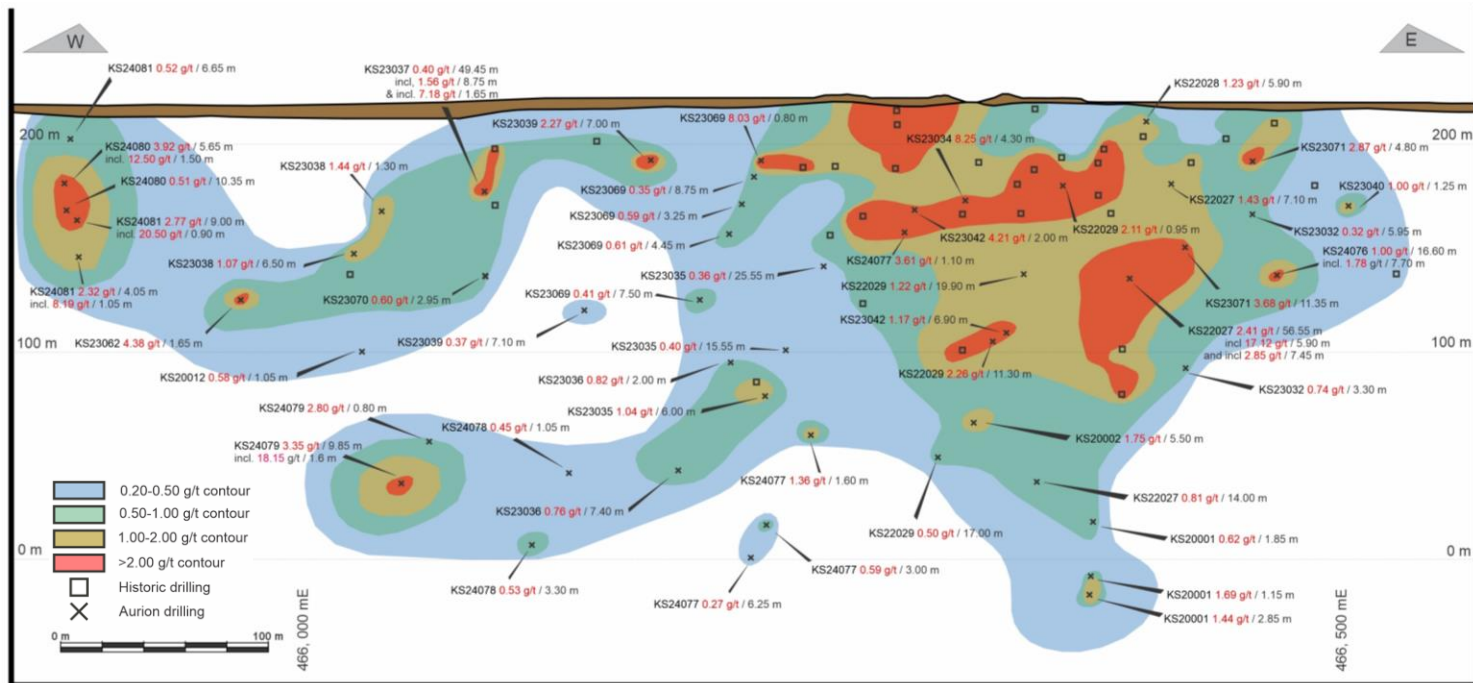 W
E
KS24081 0.52 g/t / 6.65 m
KS23037 0.40 g/t / 49.45 m
incl, 1.56 g/t / 8.75 m
& incl. 7.18 g/t / 1.65 m
KS22028 1.23 g/t / 5.90 m
200 m
200 m
KS24080 3.92 g/t / 5.65 m
incl. 12.50 g/t / 1.50 m
KS23039 2.27 g/t / 7.00 m
KS23069 8.03 g/t / 0.80 m
KS23034 8.25 g/t / 4.30 m
KS23071 2.87 g/t / 4.80 m
KS23038 1.44 g/t / 1.30 m
KS24080 0.51 g/t / 10.35 m
KS23069 0.35 g/t / 8.75 m
KS23040 1.00 g/t / 1.25 m
KS22027 1.43 g/t / 7.10 m
KS24081 2.77 g/t / 9.00 m
incl. 20.50 g/t / 0.90 m
KS23069 0.59 g/t / 3.25 m
KS22029 2.11 g/t / 0.95 m
KS23032 0.32 g/t / 5.95 m
KS23042 4.21 g/t / 2.00 m
KS23069 0.61 g/t / 4.45 m
KS24077 3.61 g/t / 1.10 m
KS24076 1.00 g/t / 16.60 m
incl. 1.78 g/t / 7.70 m
KS23038 1.07 g/t / 6.50 m
KS23035 0.36 g/t / 25.55 m
KS22029 1.22 g/t / 19.90 m
KS24081 2.32 g/t / 4.05 m
incl. 8.19 g/t / 1.05 m
KS23070 0.60 g/t / 2.95 m
KS23069 0.41 g/t / 7.50 m
KS23071 3.68 g/t / 11.35 m
KS23042 1.17 g/t / 6.90 m
KS22027 2.41 g/t / 56.55 m
incl 17.12 g/t / 5.90 m
and incl 2.85 g/t / 7.45 m
100 m
100 m
KS23062 4.38 g/t / 1.65 m
KS23039 0.37 g/t / 7.10 m
KS23035 0.40 g/t / 15.55 m
KS20012 0.58 g/t / 1.05 m
KS23036 0.82 g/t / 2.00 m
KS22029 2.26 g/t / 11.30 m
KS23032 0.74 g/t / 3.30 m
KS24079 2.80 g/t / 0.80 m
KS23035 1.04 g/t / 6.00 m
KS24078 0.45 g/t / 1.05 m
KS20002 1.75 g/t / 5.50 m
KS24079 3.35 g/t / 9.85 m
incl. 18.15 g/t / 1.6 m
KS24077 1.36 g/t / 1.60 m
KS22027 0.81 g/t / 14.00 m
KS23036 0.76 g/t / 7.40 m
KS22029 0.50 g/t / 17.00 m
KS20001 0.62 g/t / 1.85 m
0 m
0 m
KS24077 0.59 g/t / 3.00 m
KS24078 0.53 g/t / 3.30 m
KS24077 0.27 g/t / 6.25 m
KS20001 1.69 g/t / 1.15 m
KS20001 1.44 g/t / 2.85 m
0.20-0.50 g/t contour
0.50-1.00 g/t contour
1.00-2.00 g/t contour
>2.00 g/t contour
Historic drilling
Aurion drilling
0 m
100 m
466, 000 mE
466, 500 mE